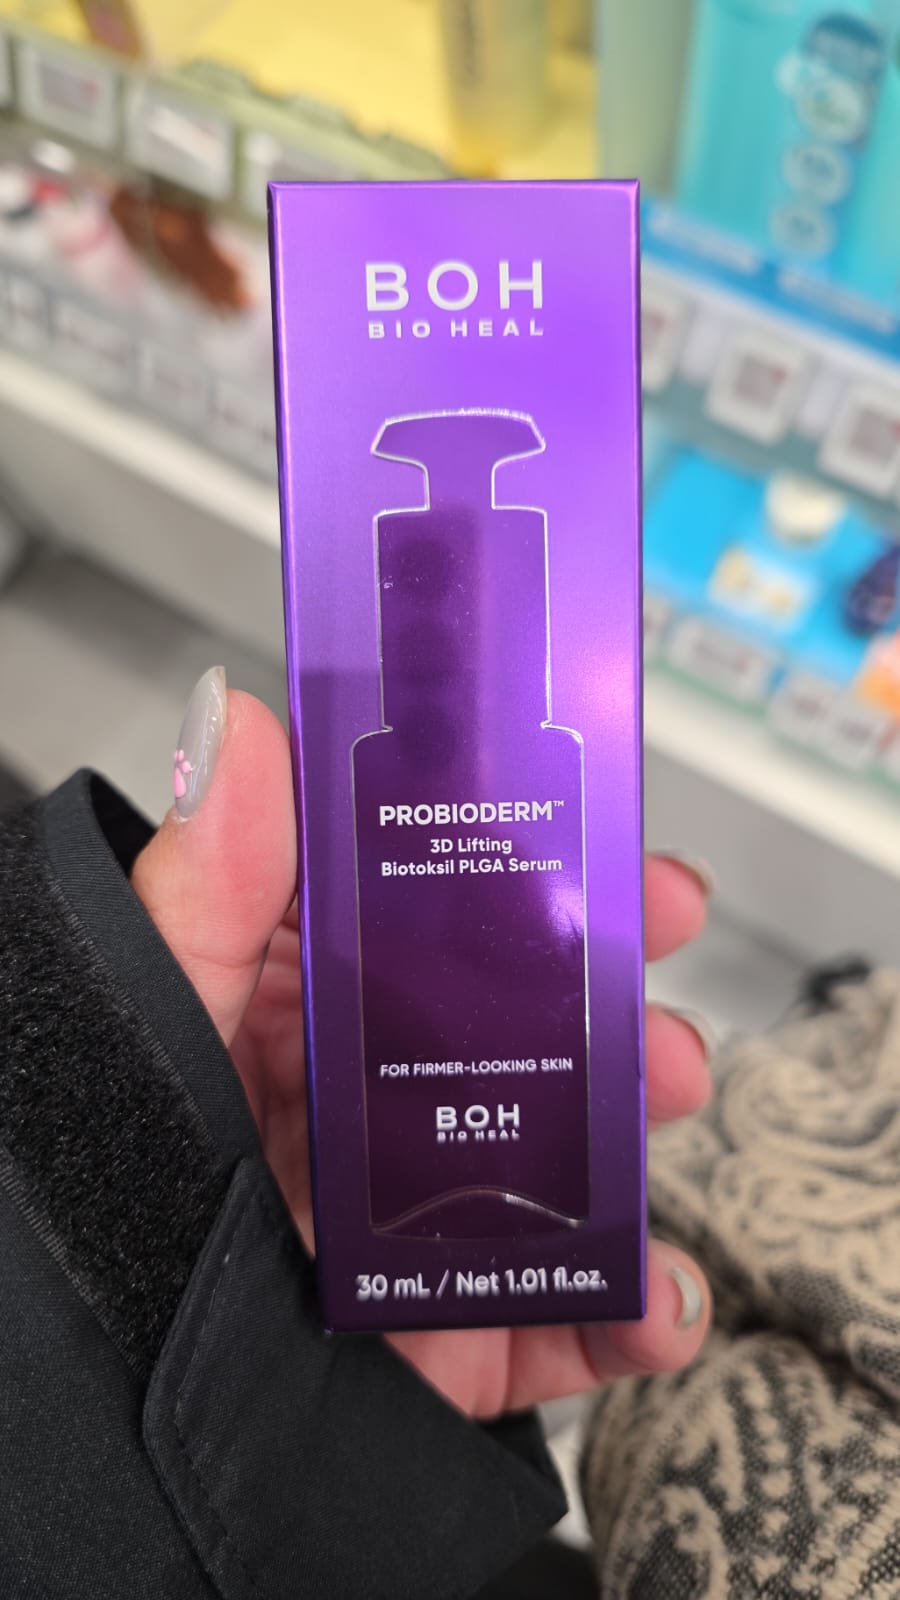 BOH
BIO HEAL
PROBIODERM™
3D Lifting
Biotoksil PLGA Serum
FOR FIRMER-LOOKING SKIN
BOH
BIO HEAL
30 mL / Net 1.01 fl.oz.